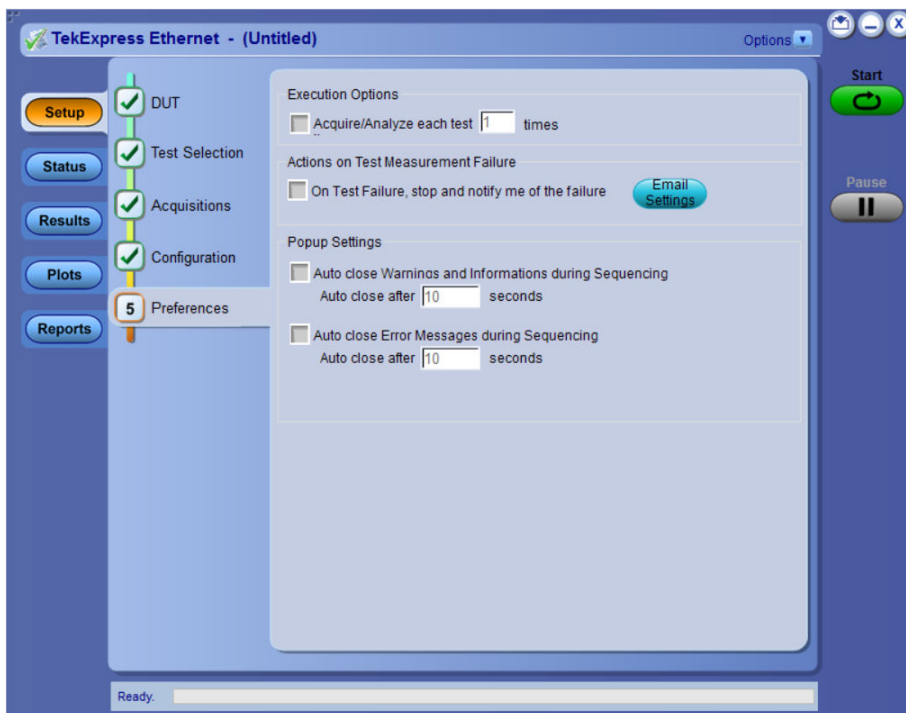 TekExpress Ethernet - (Untitled)
Options
Start
Pause
Setup
Status
Results
Plots
Reports
DUT
Test Selection
Acquisitions
Configuration
5 Preferences
Execution Options
Acquire/Analyze each test 1 times
Actions on Test Measurement Failure
On Test Failure, stop and notify me of the failure
Email
Settings
Popup Settings
Auto close Warnings and Informations during Sequencing
Auto close after 10 seconds
Auto close Error Messages during Sequencing
Auto close after 10 seconds
Ready.